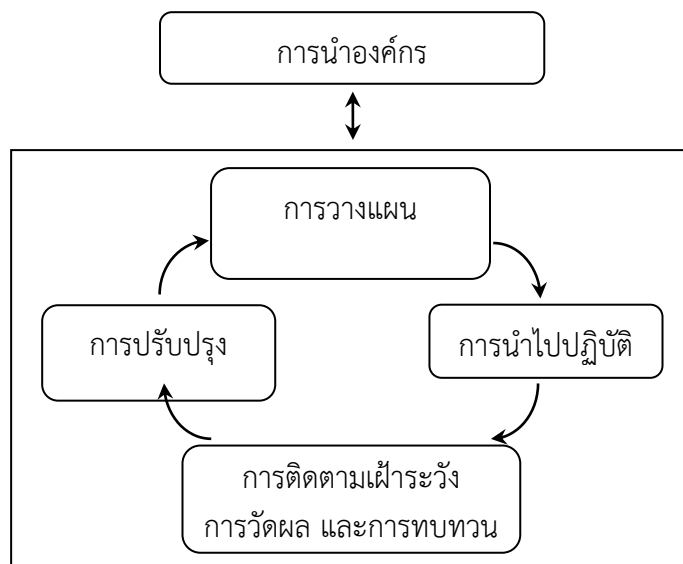 การนำองค์กร
การวางแผน
การปรับปรุง
การนำไปปฏิบัติ
การติดตามเฝ้าระวัง
การวัดผล และการทบทวน